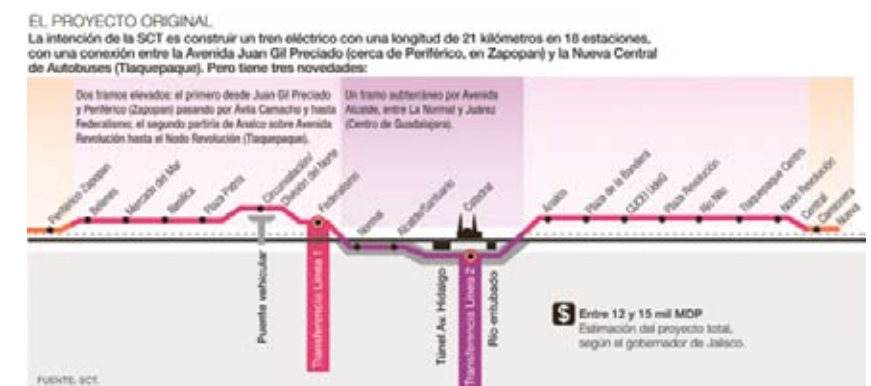 EL PROYECTO ORIGINAL
La intención de la SCT es construir un tren eléctrico con una longitud de 21 kilómetros en 18 estaciones,
con una conexión entre la Avenida Juan Gil Preciado (cerca de Periférico, en Zapopan) y la Nueva Central
de Autobuses (Tlaquepaque). Pero tiene tres novedades:
Dos tramos elevados: el primero desde Juan Gil Preciado
y Periférico (Zapopan) pasando por Ávila Camacho y hasta
Federalismo; el segundo partiría de Analco sobre Avenida
Revolución hasta el Nodo Revolución (Tlaquepaque).
Un tramo subterráneo por Avenida
Alcalde, entre La Normal y Juárez
(Centro de Guadalajara).
Periférico Zapopan
Belenes
Mercado del Mar
Basílica
Plaza Patria
Circunvalación/
División del Norte
Federalismo
Normal
Alcalde/Santuario
Catedral
Analco
Plaza de la Bandera
CUCEI UdeG
Plaza Revolución
Río Nilo
Tlaquepaque Centro
Nodo Revolución
Central
Camionera
Nueva
Puente vehicular
Transferencia Línea 1
Túnel Av. Hidalgo
Transferencia Línea 2
Río entubado
$
Entre 12 y 15 mil MDP
Estimación del proyecto total,
según el gobernador de Jalisco.
FUENTE: SCT.